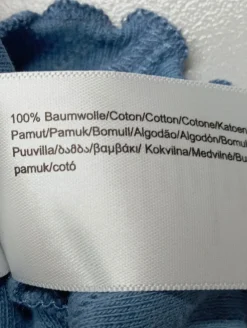 100% Baumwolle/Coton/Cotton/Cotone/Katoen
Pamut/Pamuk/Bomull/Algodão/Algodón/Bomul
Puuvilla/ბამბა/βαμβάκι/ Kokvilna/Medvilnė/Bu
pamuk/cotó